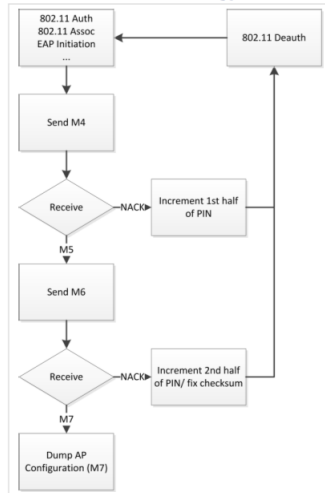 802.11 Auth
802.11 Assoc
EAP Initiation
...
802.11 Deauth
Send M4
Receive
NACK
Increment 1st half
of PIN
M5
Send M6
Receive
NACK
Increment 2nd half
of PIN/ fix checksum
M7
Dump AP
Configuration (M7)